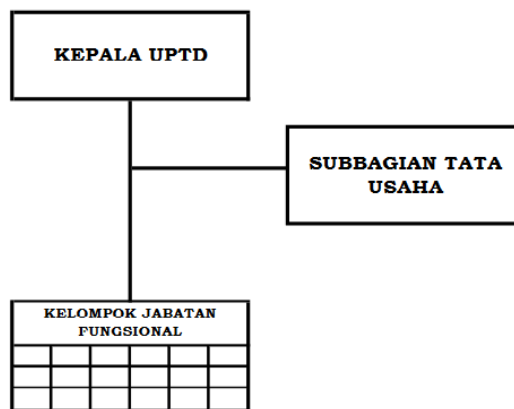 KEPALA UPTD
SUBBAGIAN TATA
USAHA
KELOMPOK JABATAN
FUNGSIONAL